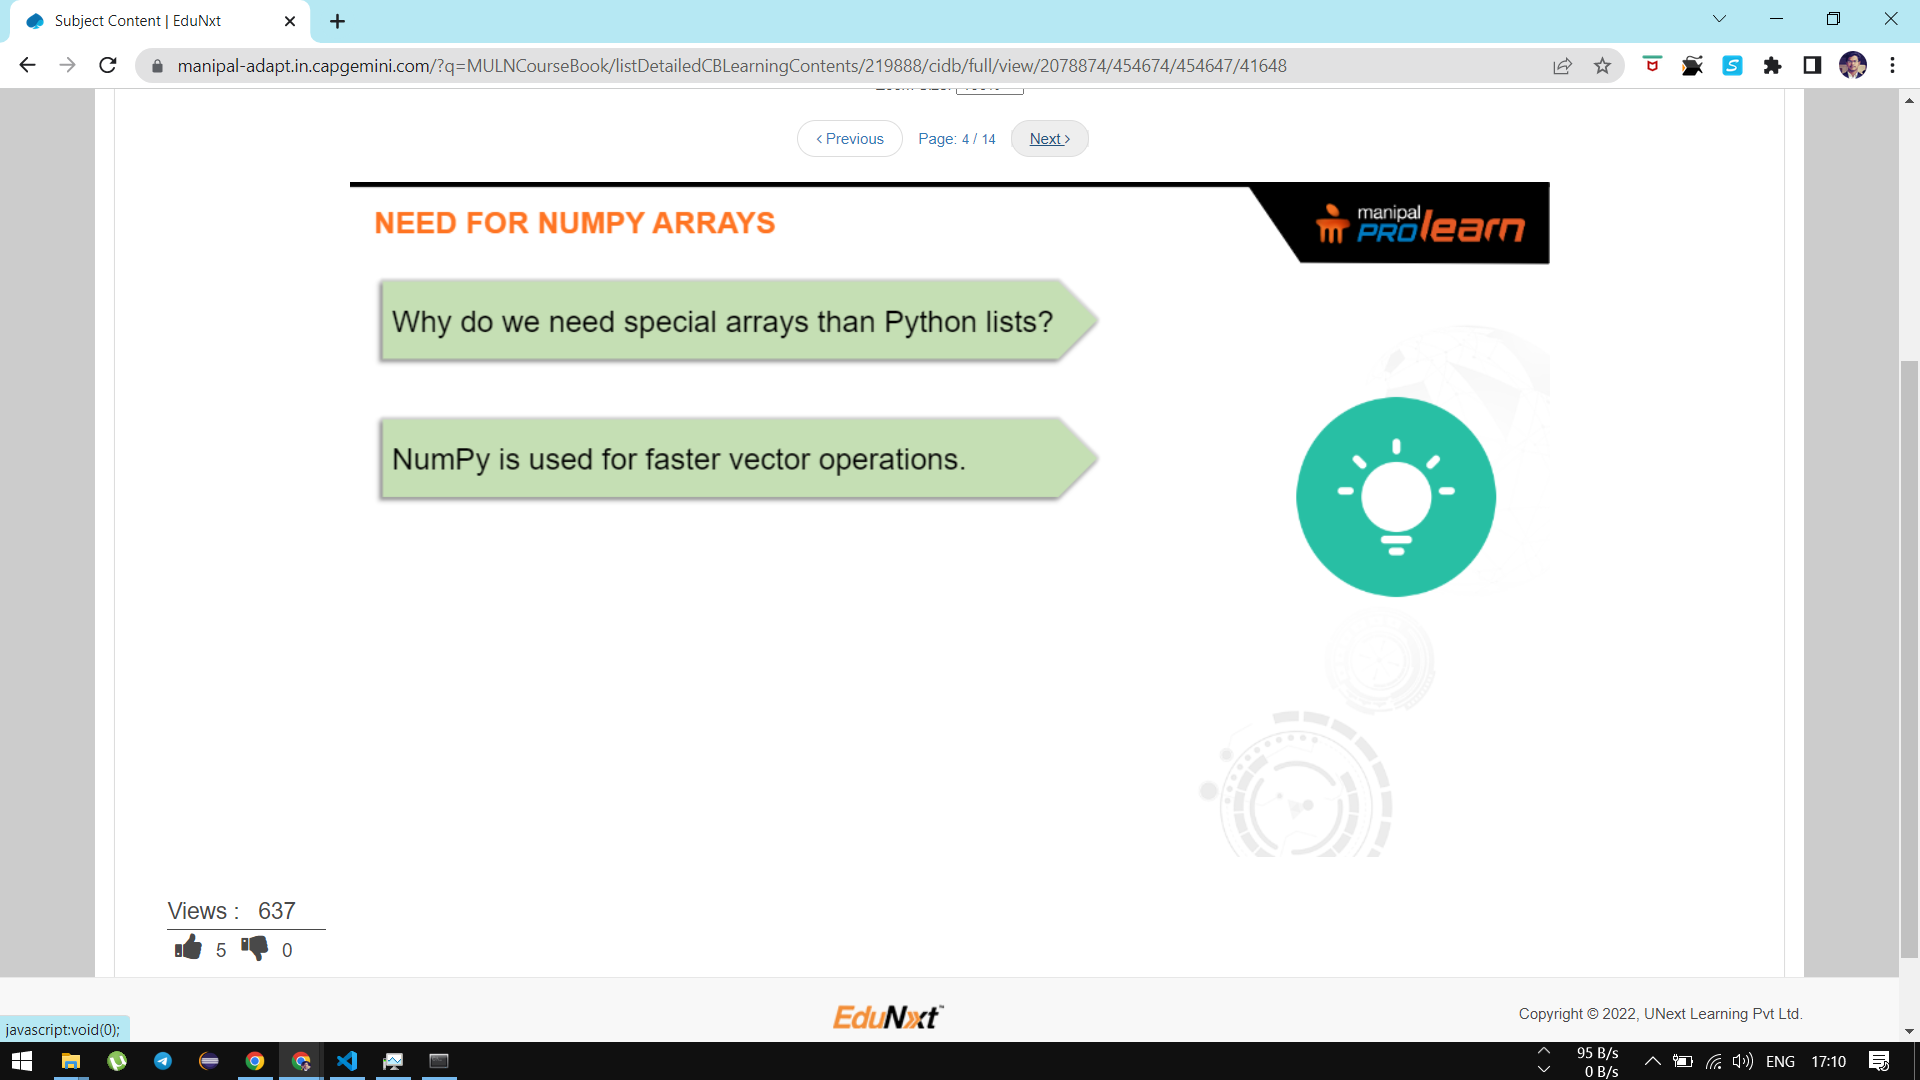 Subject Content | EduNxt
manipal-adapt.in.capgemini.com/?q=MULNCourseBook/listDetailedCBLearningContents/219888/cidb/full/view/2078874/454674/454647/41648
‹ Previous Page: 4 / 14 Next ›
NEED FOR NUMPY ARRAYS
manipal
PROlearn
Why do we need special arrays than Python lists?
NumPy is used for faster vector operations.
Views : 637
5 0
EduNxt™
Copyright © 2022, UNext Learning Pvt Ltd.
javascript:void(0);
95 B/s
0 B/s
ENG 17:10